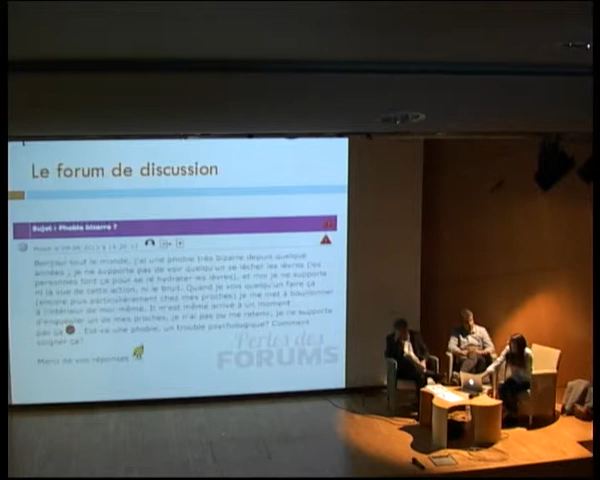 Le forum de discussion
Sujet : Phobie bizarre ?
Bonjour tout le monde, j'ai une phobie très bizarre depuis quelque
années ; je ne supporte pas de voir quelqu'un se lécher les lèvres (les
personnes font ça pour se ré hydrater les lèvres), et moi je ne supporte
ni la vue de cette action, ni le bruit. Quand je vois quelqu'un faire ça
(encore plus particulièrement chez mes proches) je me met à bouillonner
à l'intérieur de moi-même. Il m'est même arrivé à un moment
d'engueuler un de mes proches, je n'ai pas pu me retenir, je ne supporte
pas ça . Est-ce une phobie, un trouble psychologique? Comment
soigner ça?
Merci de vos réponses
Perles des
FORUMS